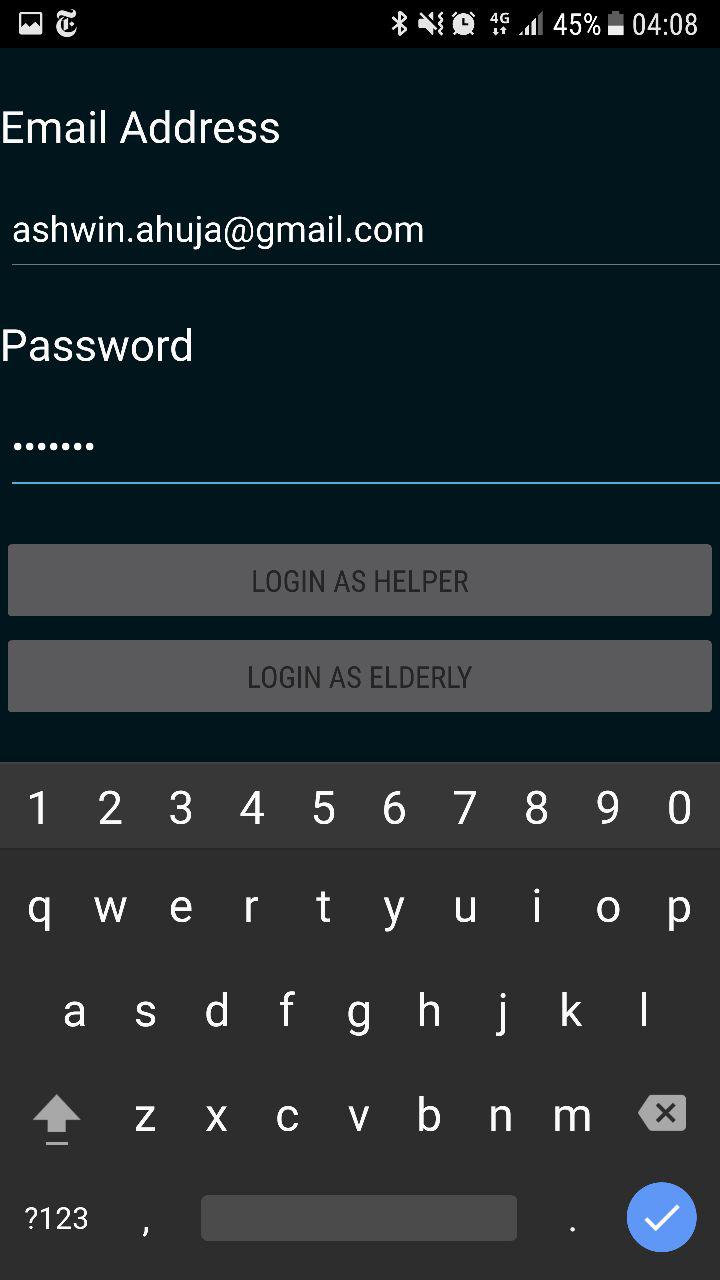 4G 45% 04:08
Email Address
ashwin.ahuja@gmail.com
Password
•••••••
LOGIN AS HELPER
LOGIN AS ELDERLY
1 2 3 4 5 6 7 8 9 0
q w e r t y u i o p
a s d f g h j k l
z x c v b n m
?123 , .